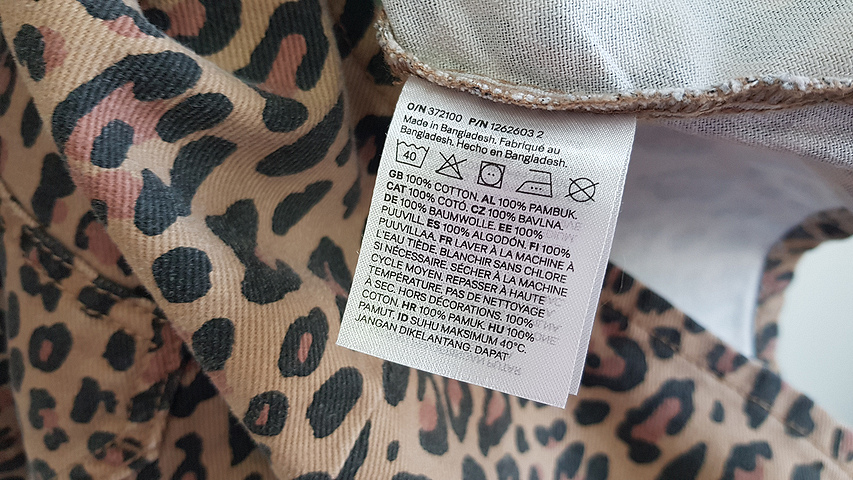 O/N 372100 P/N 1262603 2
Made in Bangladesh. Fabriqué au
Bangladesh. Hecho en Bangladesh.
40
GB 100% COTTON. AL 100% PAMBUK.
CAT 100% COTÓ. CZ 100% BAVLNA.
DE 100% BAUMWOLLE. EE 100%
PUUVILL. ES 100% ALGODÓN. FI 100%
PUUVILLAA. FR LAVER À LA MACHINE À
L'EAU TIÈDE. BLANCHIR SANS CHLORE
SI NÉCESSAIRE. SÉCHER À LA MACHINE
CYCLE MOYEN. REPASSER À HAUTE
TEMPÉRATURE. PAS DE NETTOYAGE
À SEC. HORS DÉCORATIONS. 100%
COTON. HR 100% PAMUK. HU 100%
PAMUT. ID SUHU MAKSIMUM 40°C.
JANGAN DIKELANTANG. DAPAT